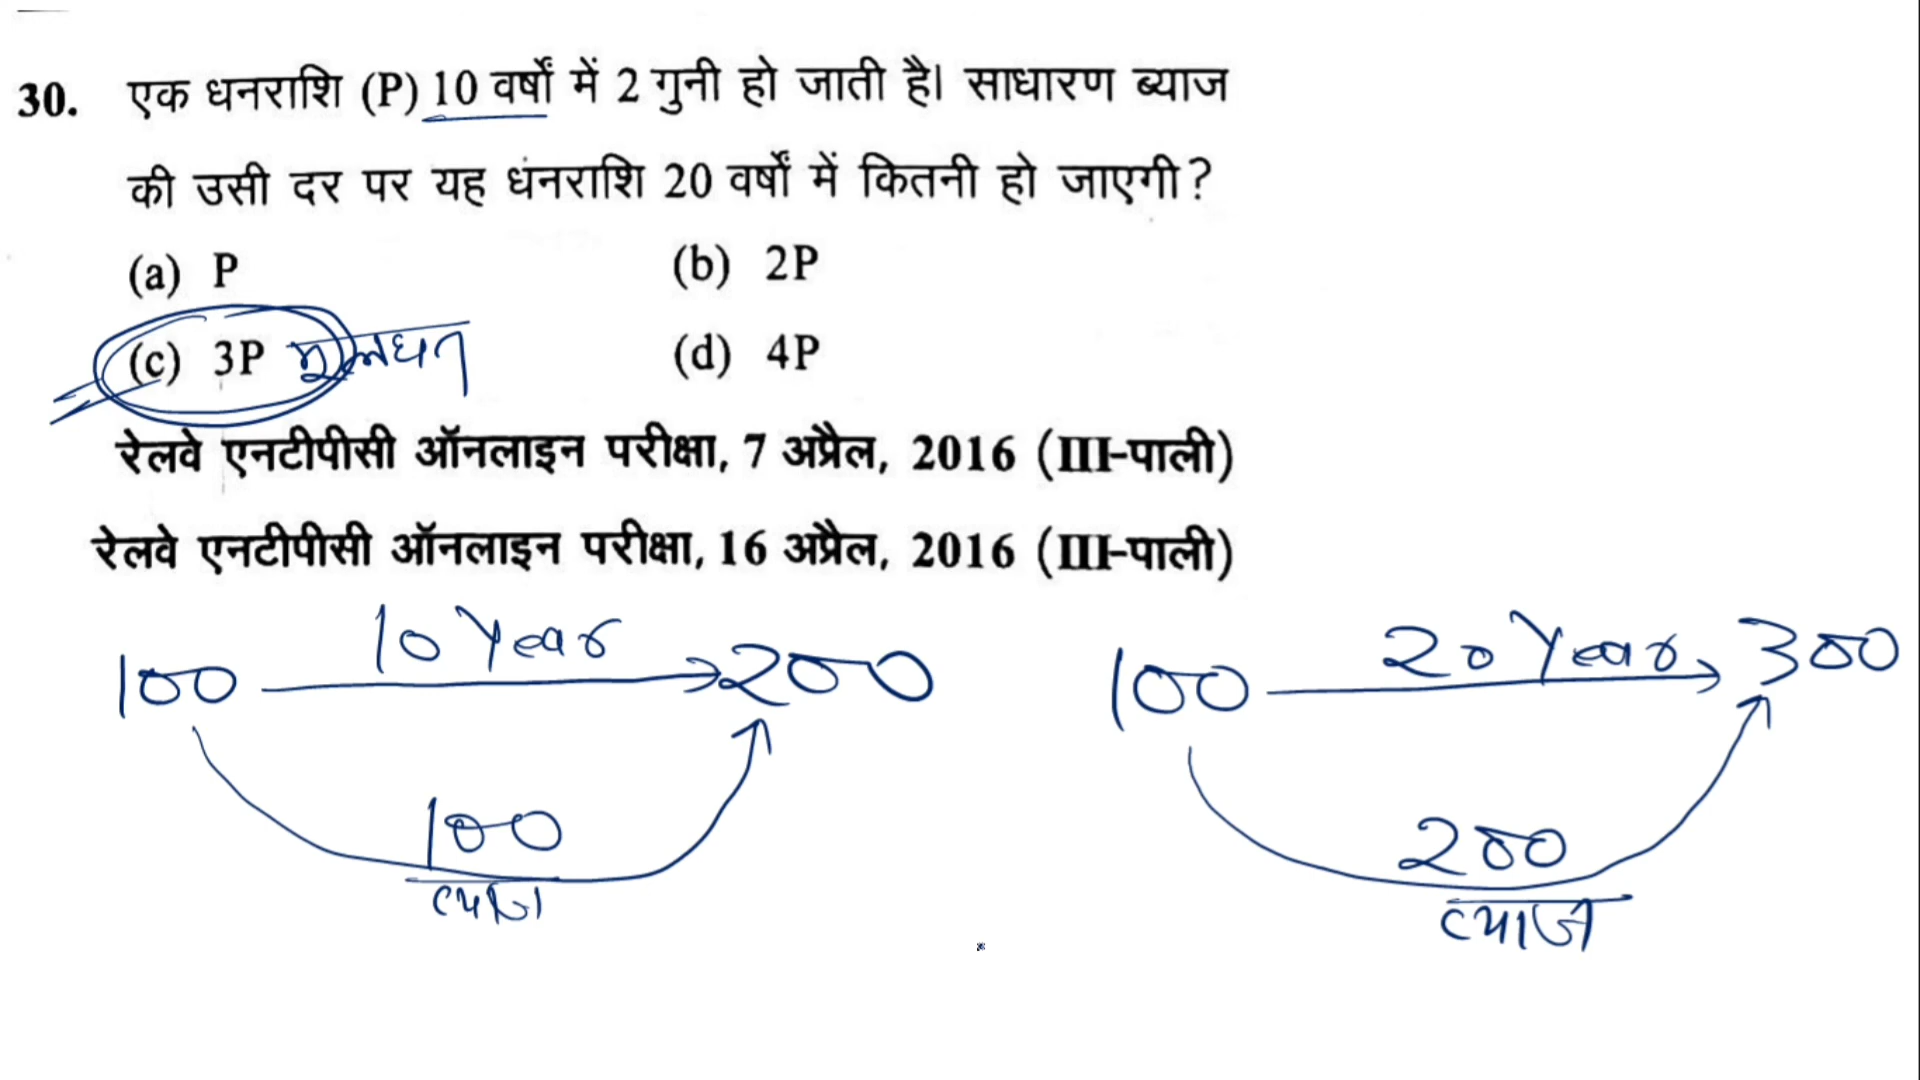 30. एक धनराशि (P) 10 वर्षों में 2 गुनी हो जाती है। साधारण ब्याज
की उसी दर पर यह धनराशि 20 वर्षों में कितनी हो जाएगी?
(a) P (b) 2P
(c) 3P मूलधन (d) 4P
रेलवे एनटीपीसी ऑनलाइन परीक्षा, 7 अप्रैल, 2016 (III-पाली)
रेलवे एनटीपीसी ऑनलाइन परीक्षा, 16 अप्रैल, 2016 (III-पाली)
100 10 Year 200 100 20 Year 300
100 200
ब्याज ब्याज